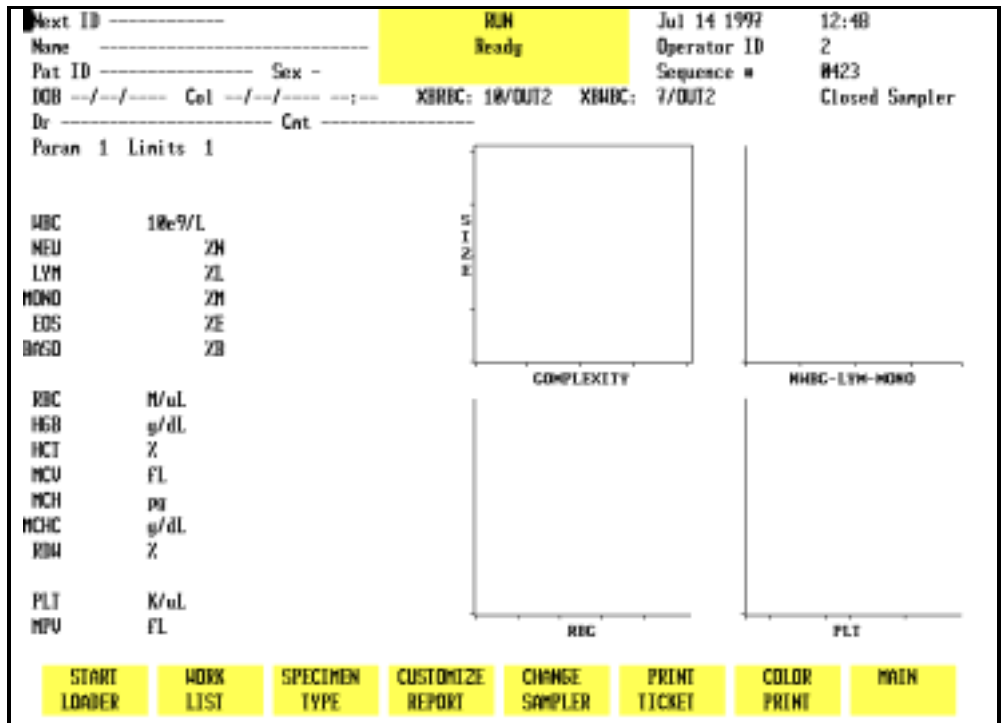 Next ID ------------- RUN Jul 14 1997 12:48
Name ------------------------------ Ready Operator ID 2
Pat ID ----------------- Sex - Sequence # 0423
DOB --/--/---- Col --/--/---- --:-- XBRBC: 10/OUT2 XBWBC: 7/OUT2 Closed Sampler
Dr ----------------------- Cmt -----------------
Param 1 Limits 1
WBC 10e9/L
NEU %N
LYM %L
MONO %M
EOS %E
BASO %B
SIZE
COMPLEXITY
NWBC-LYM-MONO
RBC M/uL
HGB g/dL
HCT %
MCV fL
MCH pg
MCHC g/dL
RDW %
PLT K/uL
MPV fL
RBC
PLT
START LOADER
WORK LIST
SPECIMEN TYPE
CUSTOMIZE REPORT
CHANGE SAMPLER
PRINT TICKET
COLOR PRINT
MAIN